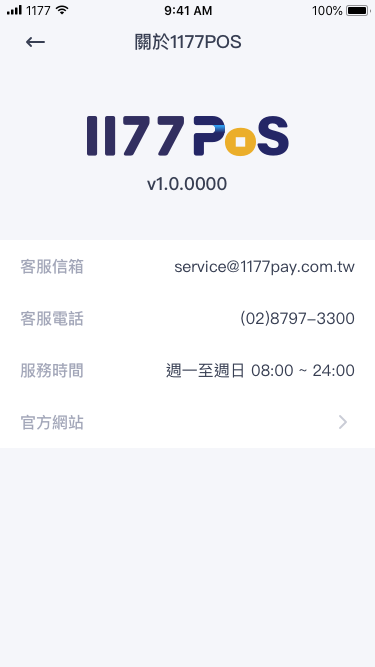 1177 9:41 AM 100%
關於1177POS
1177 PoS
v1.0.0000
客服信箱 service@1177pay.com.tw
客服電話 (02)8797-3300
服務時間 週一至週日 08:00 ~ 24:00
官方網站